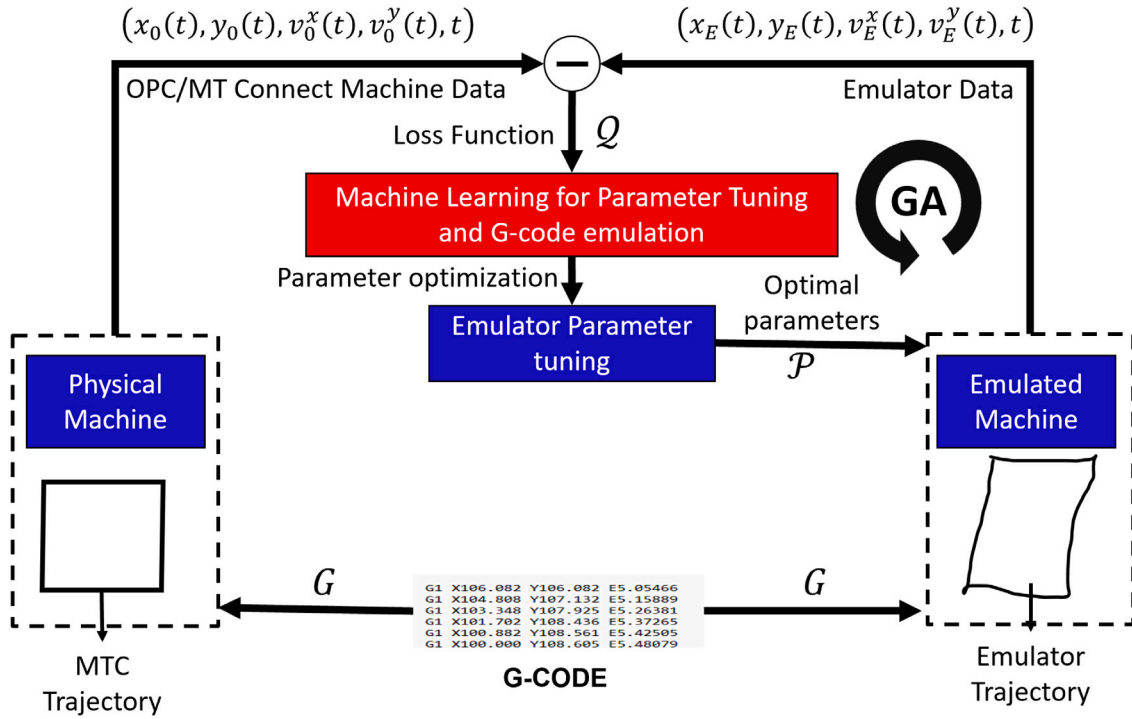 (x₀(t), y₀(t), v₀ˣ(t), v₀ʸ(t), t)
(x_E(t), y_E(t), v_Eˣ(t), v_Eʸ(t), t)
−
OPC/MT Connect Machine Data
Emulator Data
Loss Function
𝒬
Machine Learning for Parameter Tuning
and G-code emulation
GA
Parameter optimization
Optimal
parameters
𝒫
Emulator Parameter
tuning
Physical
Machine
Emulated
Machine
G
G
G1 X106.082 Y106.082 E5.05466
G1 X104.808 Y107.132 E5.15889
G1 X103.348 Y107.925 E5.26381
G1 X101.702 Y108.436 E5.37265
G1 X100.882 Y108.561 E5.42505
G1 X100.000 Y108.605 E5.48079
G-CODE
MTC
Trajectory
Emulator
Trajectory